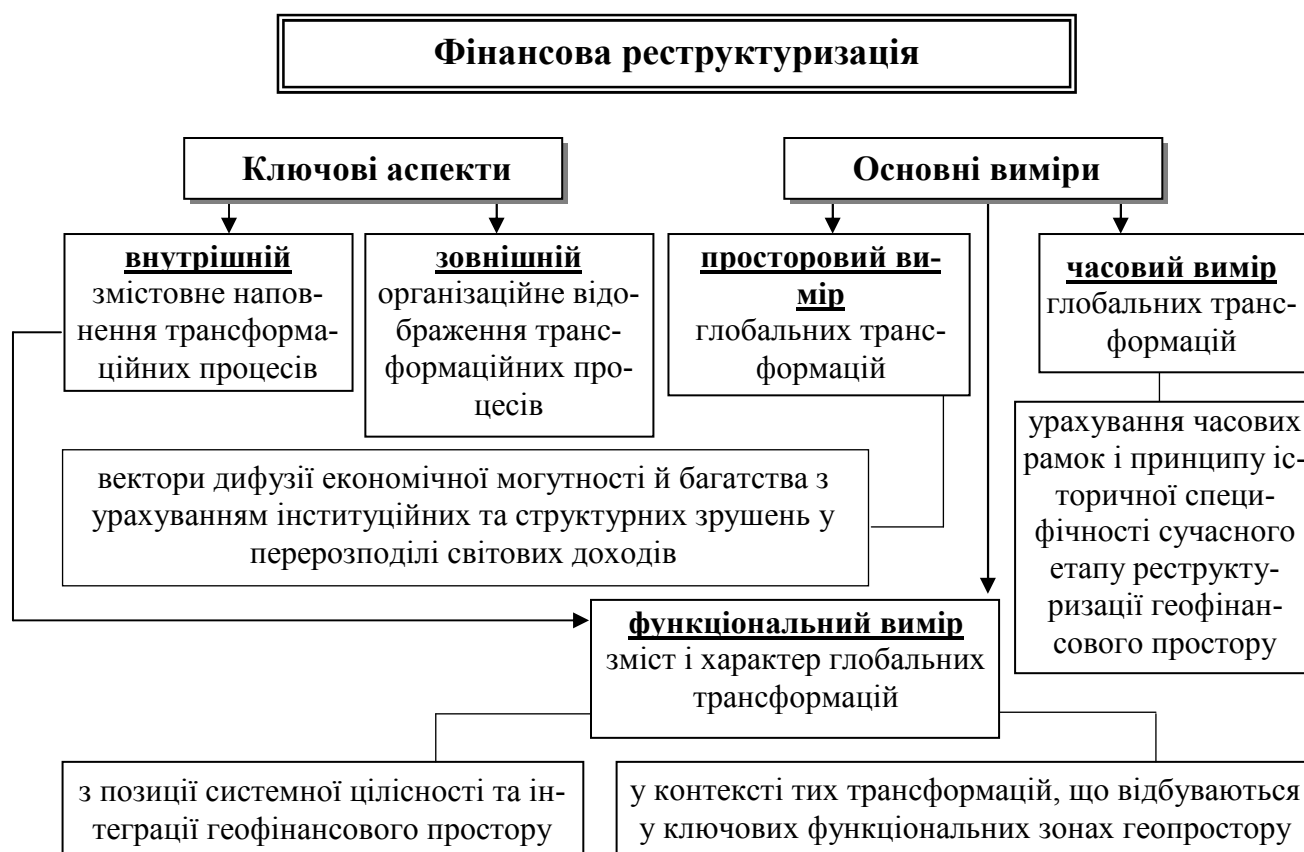 Фінансова реструктуризація
Ключові аспекти
Основні виміри
внутрішній
змістовне напов-
нення трансформа-
ційних процесів
зовнішній
організаційне відо-
браження транс-
формаційних про-
цесів
просторовий ви-
мір
глобальних транс-
формацій
часовий вимір
глобальних транс-
формацій
вектори дифузії економічної могутності й багатства з
урахуванням інституційних та структурних зрушень у
перерозподілі світових доходів
урахування часових
рамок і принципу іс-
торичної специ-
фічності сучасного
етапу реструкту-
ризації геофінан-
сового простору
функціональний вимір
зміст і характер глобальних
трансформацій
з позиції системної цілісності та ін-
теграції геофінансового простору
у контексті тих трансформацій, що відбуваються
у ключових функціональних зонах геопростору